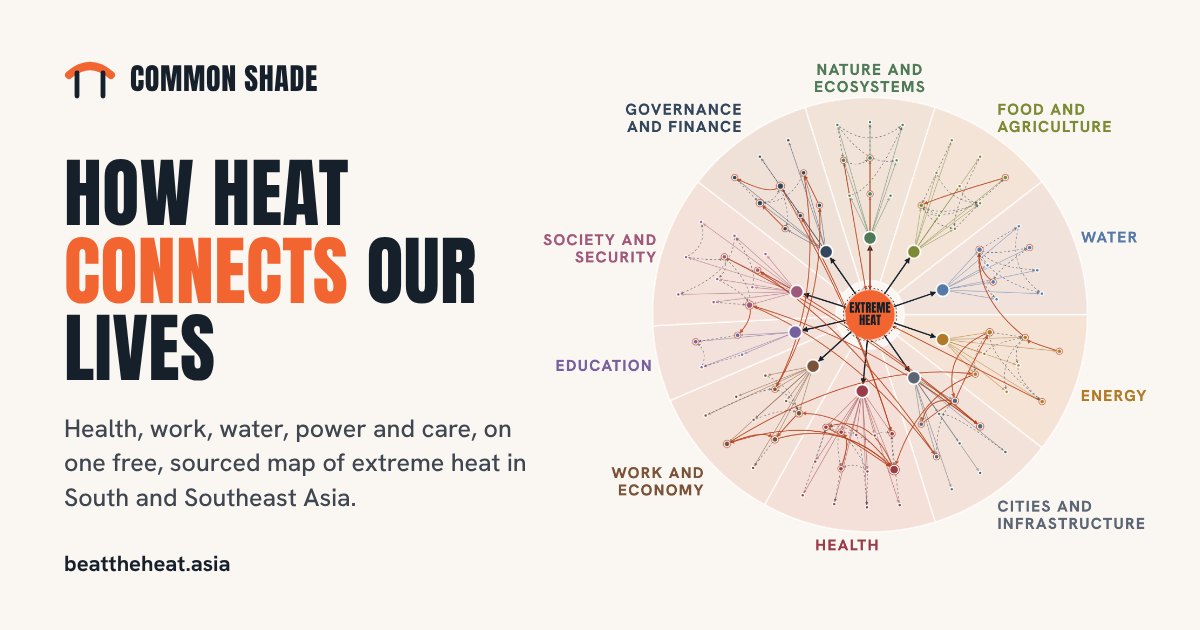 COMMON SHADE
HOW HEAT
CONNECTS OUR
LIVES
Health, work, water, power and care, on
one free, sourced map of extreme heat in
South and Southeast Asia.
beattheheat.asia
NATURE AND
ECOSYSTEMS
GOVERNANCE
AND FINANCE
FOOD AND
AGRICULTURE
SOCIETY AND
SECURITY
WATER
EXTREME
HEAT
EDUCATION
ENERGY
WORK AND
ECONOMY
CITIES AND
INFRASTRUCTURE
HEALTH